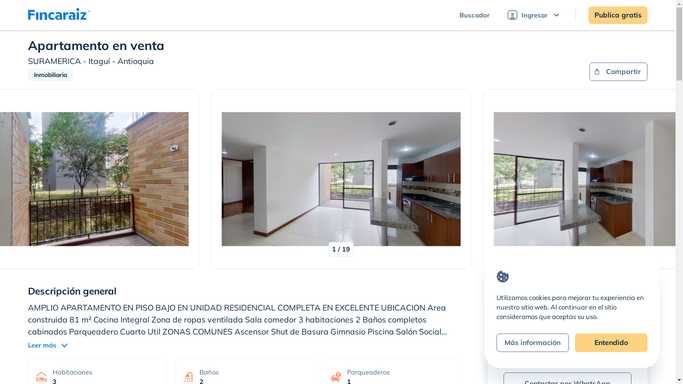 Fincaraiz
Buscador
Ingresar
Publica gratis
Apartamento en venta
SURAMERICA - Itaguí - Antioquia
Inmobiliaria
Compartir
1 / 19
Descripción general
AMPLIO APARTAMENTO EN PISO BAJO EN UNIDAD RESIDENCIAL COMPLETA EN EXCELENTE UBICACION Area
construida 81 m² Cocina Integral Zona de ropas ventilada Sala comedor 3 habitaciones 2 Baños completos
cabinados Parqueadero Cuarto Util ZONAS COMUNES Ascensor Shut de Basura Gimnasio Piscina Salón Social...
Leer más
Habitaciones
3
Baños
2
Parqueaderos
1
Utilizamos cookies para mejorar tu experiencia en
nuestro sitio web. Al continuar en el sitio
consideramos que aceptas su uso.
Más información
Entendido
Contactar por WhatsApp